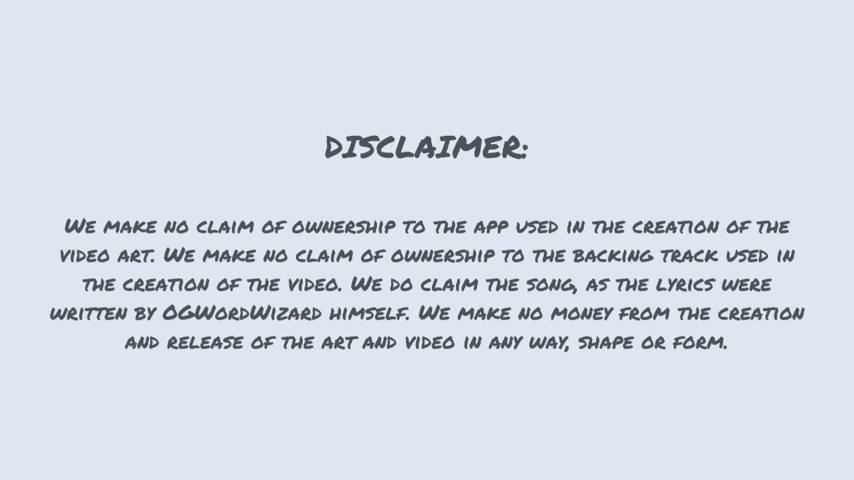 DISCLAIMER:
We make no claim of ownership to the app used in the creation of the
video art. We make no claim of ownership to the backing track used in
the creation of the video. We do claim the song, as the lyrics were
written by OGWordWizard himself. We make no money from the creation
and release of the art and video in any way, shape or form.